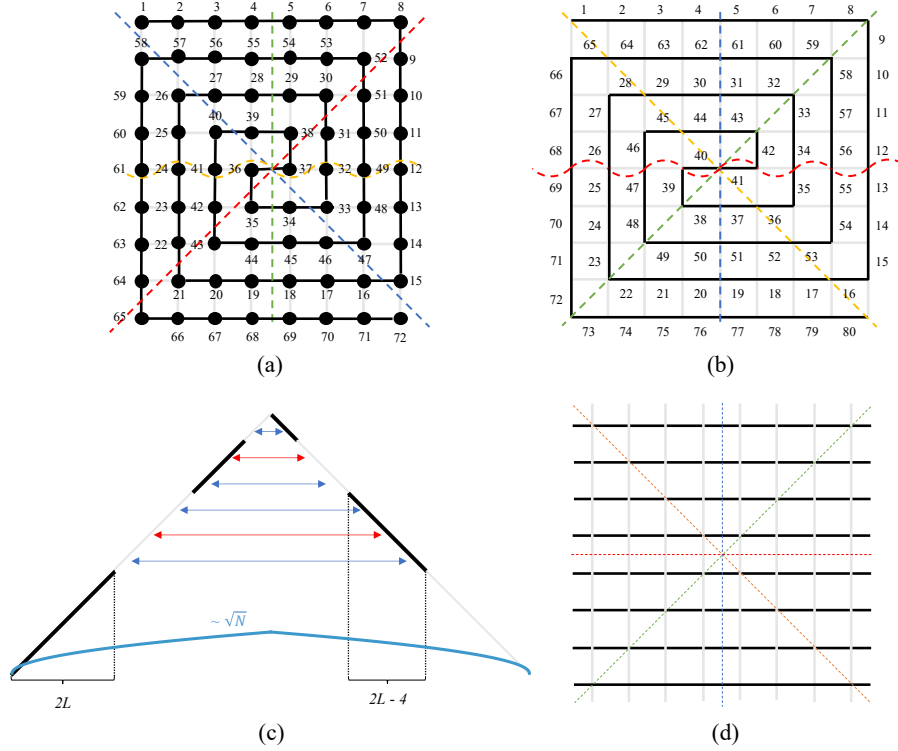 1 2 3 4 5 6 7 8
58 57 56 55 54 53 52 9
59 26 27 28 29 30 51 10
60 25 40 39 38 31 50 11
61 24 41 36 37 32 49 12
62 23 42 35 34 33 48 13
63 22 43 44 45 46 47 14
64 21 20 19 18 17 16 15
65 66 67 68 69 70 71 72
(a)
1 2 3 4 5 6 7 8
65 64 63 62 61 60 59 9
66 28 29 30 31 32 58 10
67 27 45 44 43 33 57 11
68 26 46 40 42 34 56 12
69 25 47 39 41 35 55 13
70 24 48 38 37 36 54 14
71 23 49 50 51 52 53 15
72 22 21 20 19 18 17 16
73 74 75 76 77 78 79 80
(b)
~ √N
2L 2L - 4
(c)
(d)